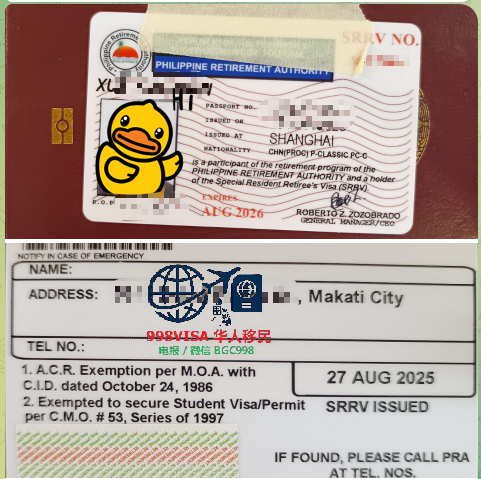 Philippine Retirement
SRRV NO.
PHILIPPINE RETIREMENT AUTHORITY
HI
PASSPORT NO.
ISSUED ON
ISSUED AT SHANGHAI
NATIONALITY CHN(PROC) P-CLASSIC PC-C
is a participant of the retirement program of the
PHILIPPINE RETIREMENT AUTHORITY and a holder
of the Special Resident Retiree's Visa (SRRV)
D.O.B
EXPIRES
AUG 2026
ROBERTO Z. ZOZOBRADO
GENERAL MANAGER/CEO
NOTIFY IN CASE OF EMERGENCY
NAME:
ADDRESS: , Makati City
998VISA 华人移民
电报 / 微信 BGC998
TEL NO.:
1. A.C.R. Exemption per M.O.A. with
C.I.D. dated October 24, 1986
2. Exempted to secure Student Visa/Permit
per C.M.O. # 53, Series of 1997
27 AUG 2025
SRRV ISSUED
IF FOUND, PLEASE CALL PRA
AT TEL. NOS.